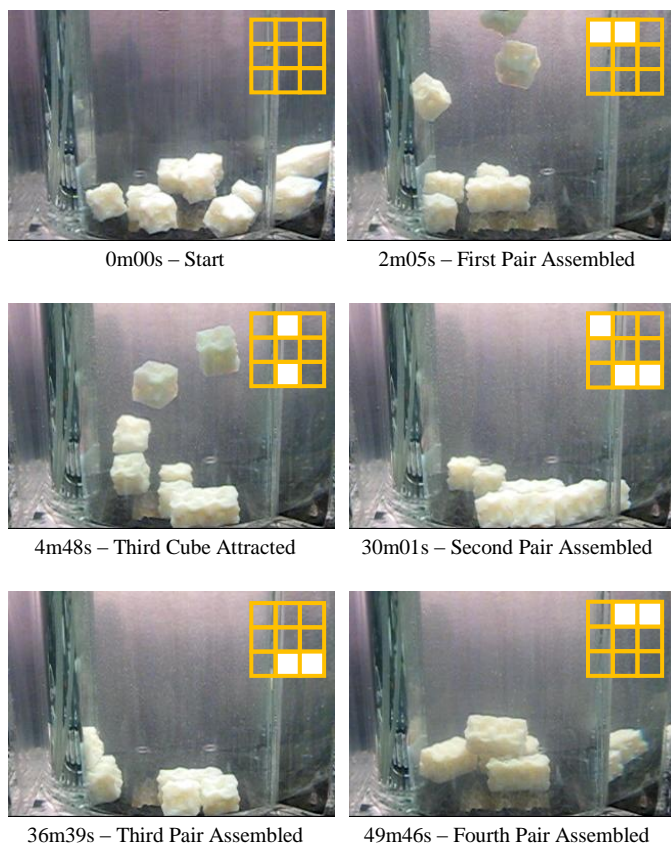 0m00s – Start
2m05s – First Pair Assembled
4m48s – Third Cube Attracted
30m01s – Second Pair Assembled
36m39s – Third Pair Assembled
49m46s – Fourth Pair Assembled